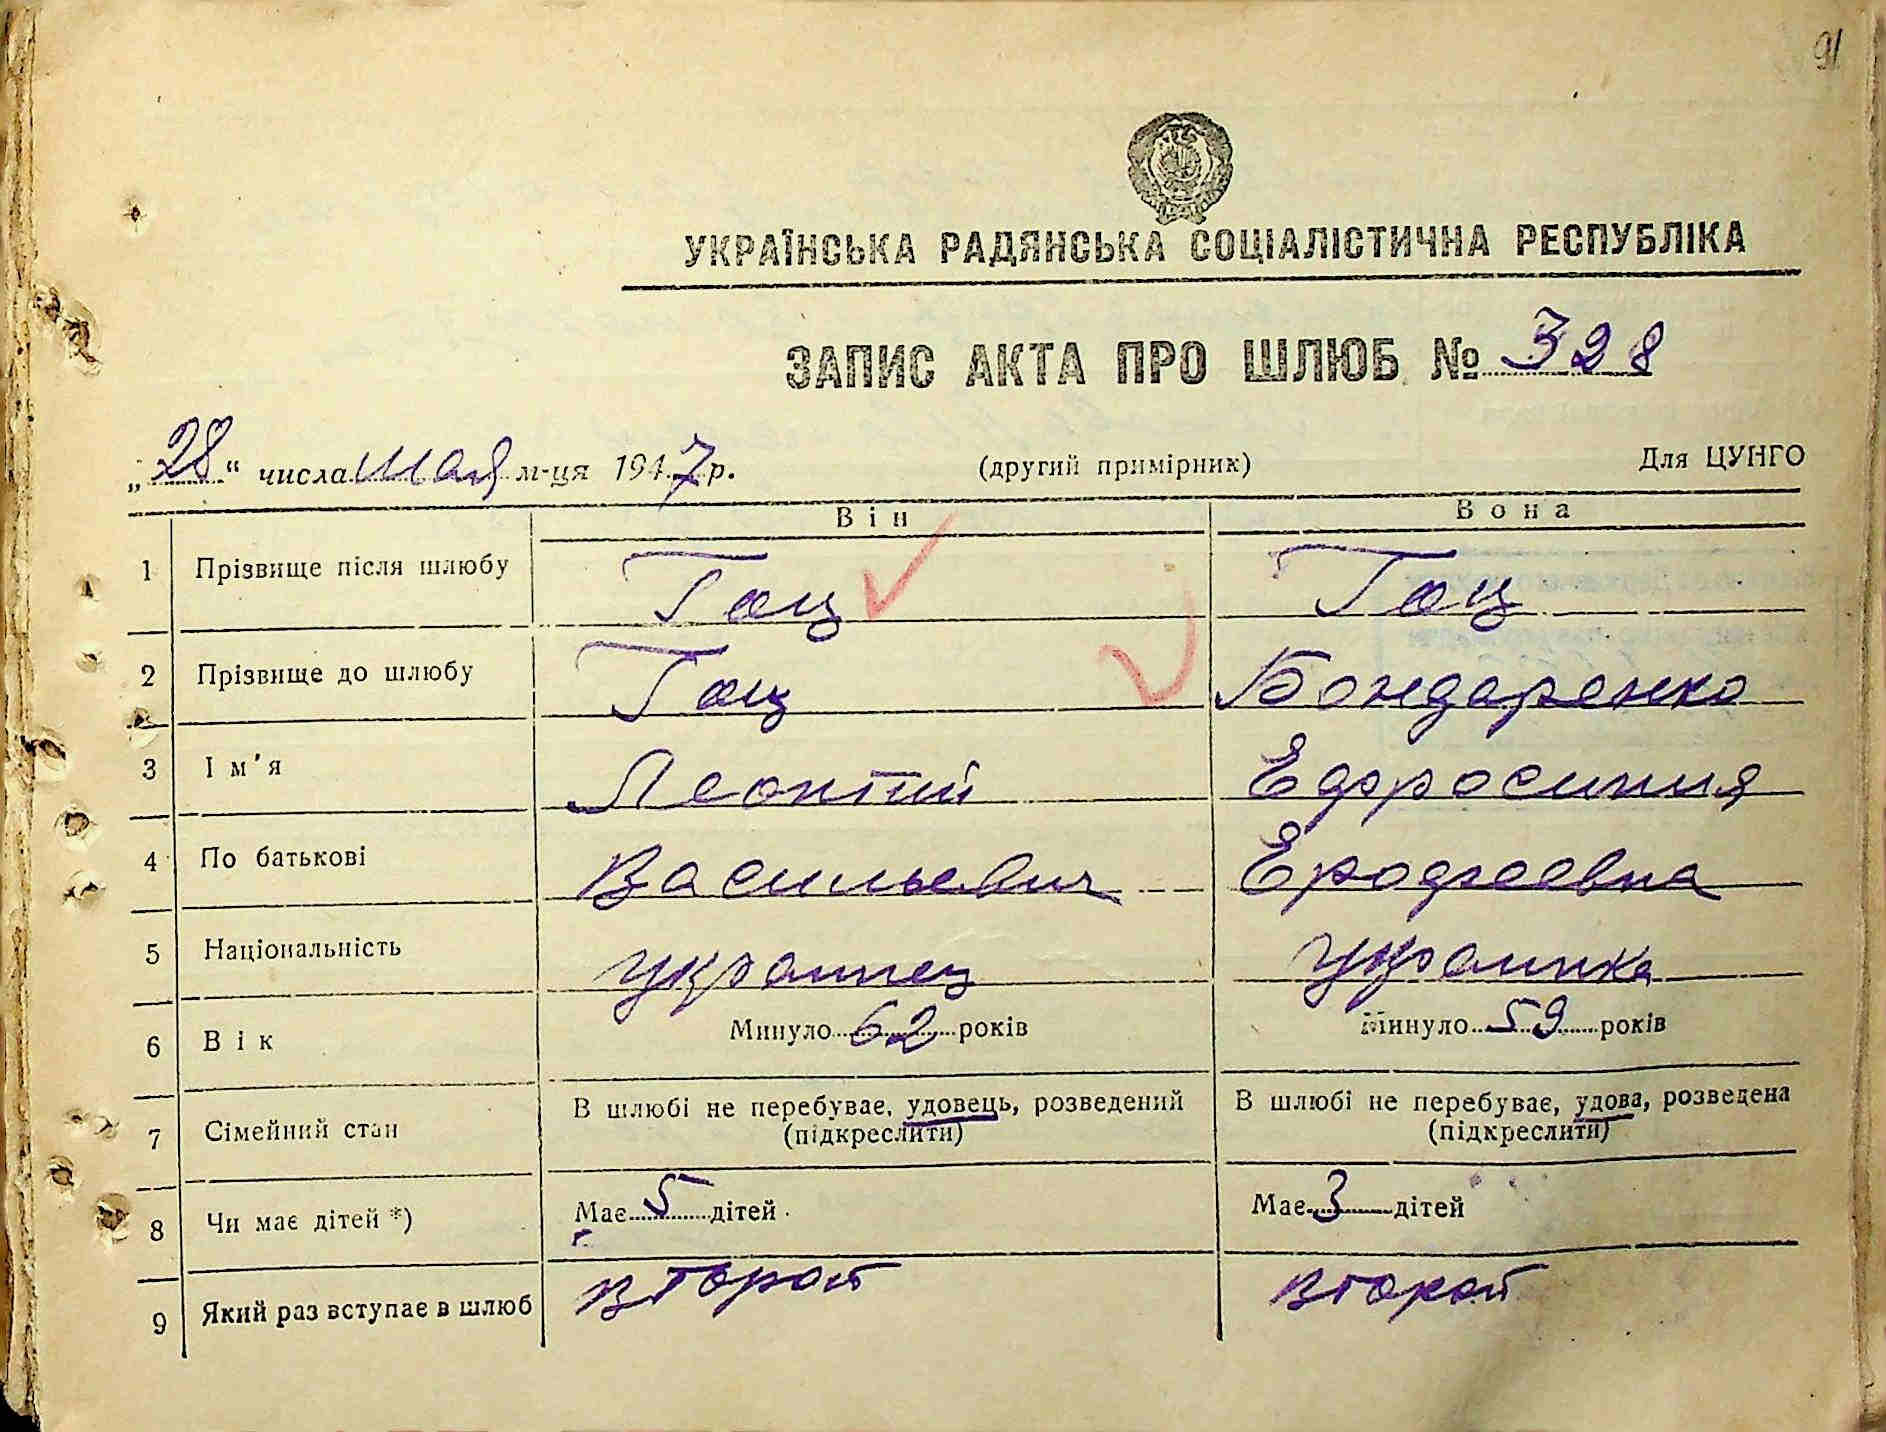 91
УКРАЇНСЬКА РАДЯНСЬКА СОЦІАЛІСТИЧНА РЕСПУБЛІКА
ЗАПИС АКТА ПРО ШЛЮБ № 328
„28“ числа мая м-ця 1947 р. (другий примірник) Для ЦУНГО
Він Вона
1 Прізвище після шлюбу Гац Гац
2 Прізвище до шлюбу Гац Бондаренко
3 Ім'я Леонтий Ефросиния
4 По батькові Васильевич Ерофеевна
5 Національність украинец украинка
6 Вік Минуло 62 років Минуло 59 років
7 Сімейний стан В шлюбі не перебуває, удовець, розведений (підкреслити) В шлюбі не перебуває, удова, розведена (підкреслити)
8 Чи має дітей *) Має 5 дітей Має 3 дітей
9 Який раз вступає в шлюб второй второй